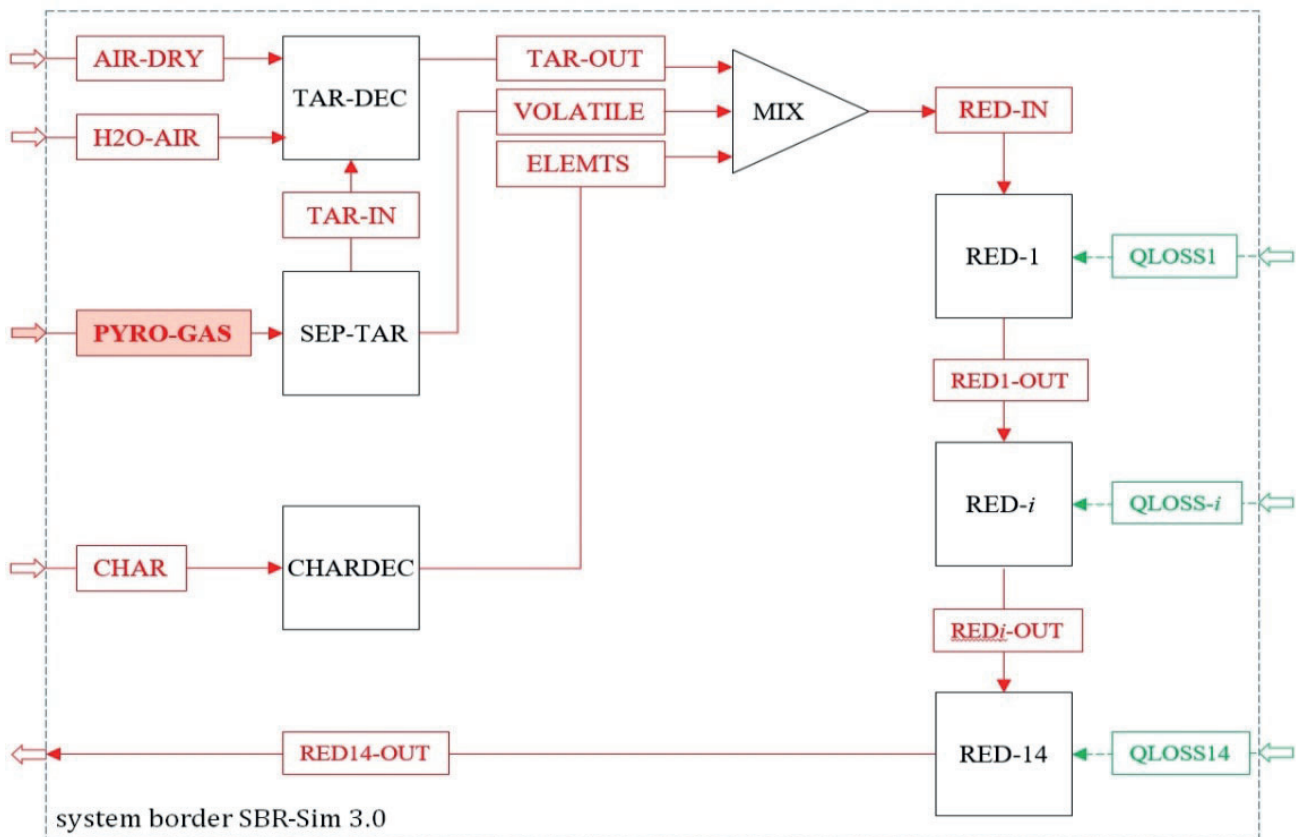 AIR-DRY
TAR-DEC
TAR-OUT
VOLATILE
MIX
RED-IN
H2O-AIR
ELEMTS
TAR-IN
RED-1
QLOSS1
PYRO-GAS
SEP-TAR
RED1-OUT
RED-i
QLOSS-i
CHAR
CHARDEC
REDi-OUT
RED14-OUT
RED-14
QLOSS14
system border SBR-Sim 3.0